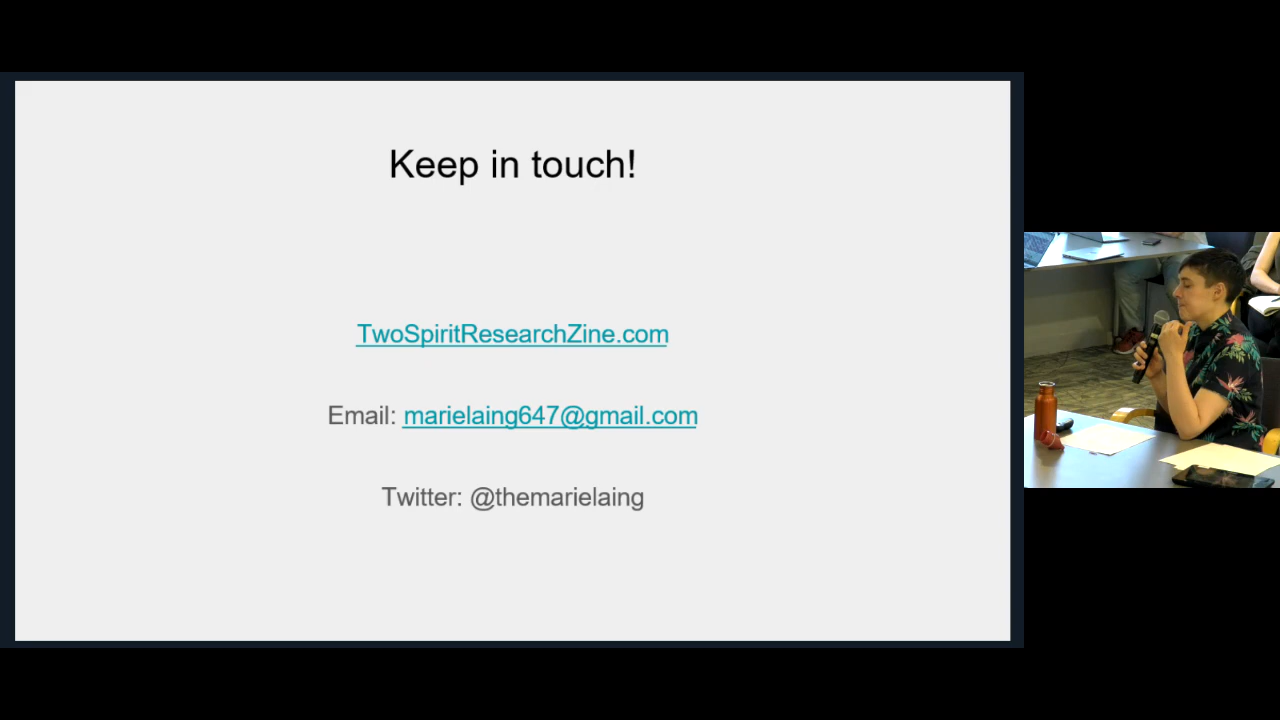 Keep in touch!
TwoSpiritResearchZine.com
Email: marielaing647@gmail.com
Twitter: @themarielaing